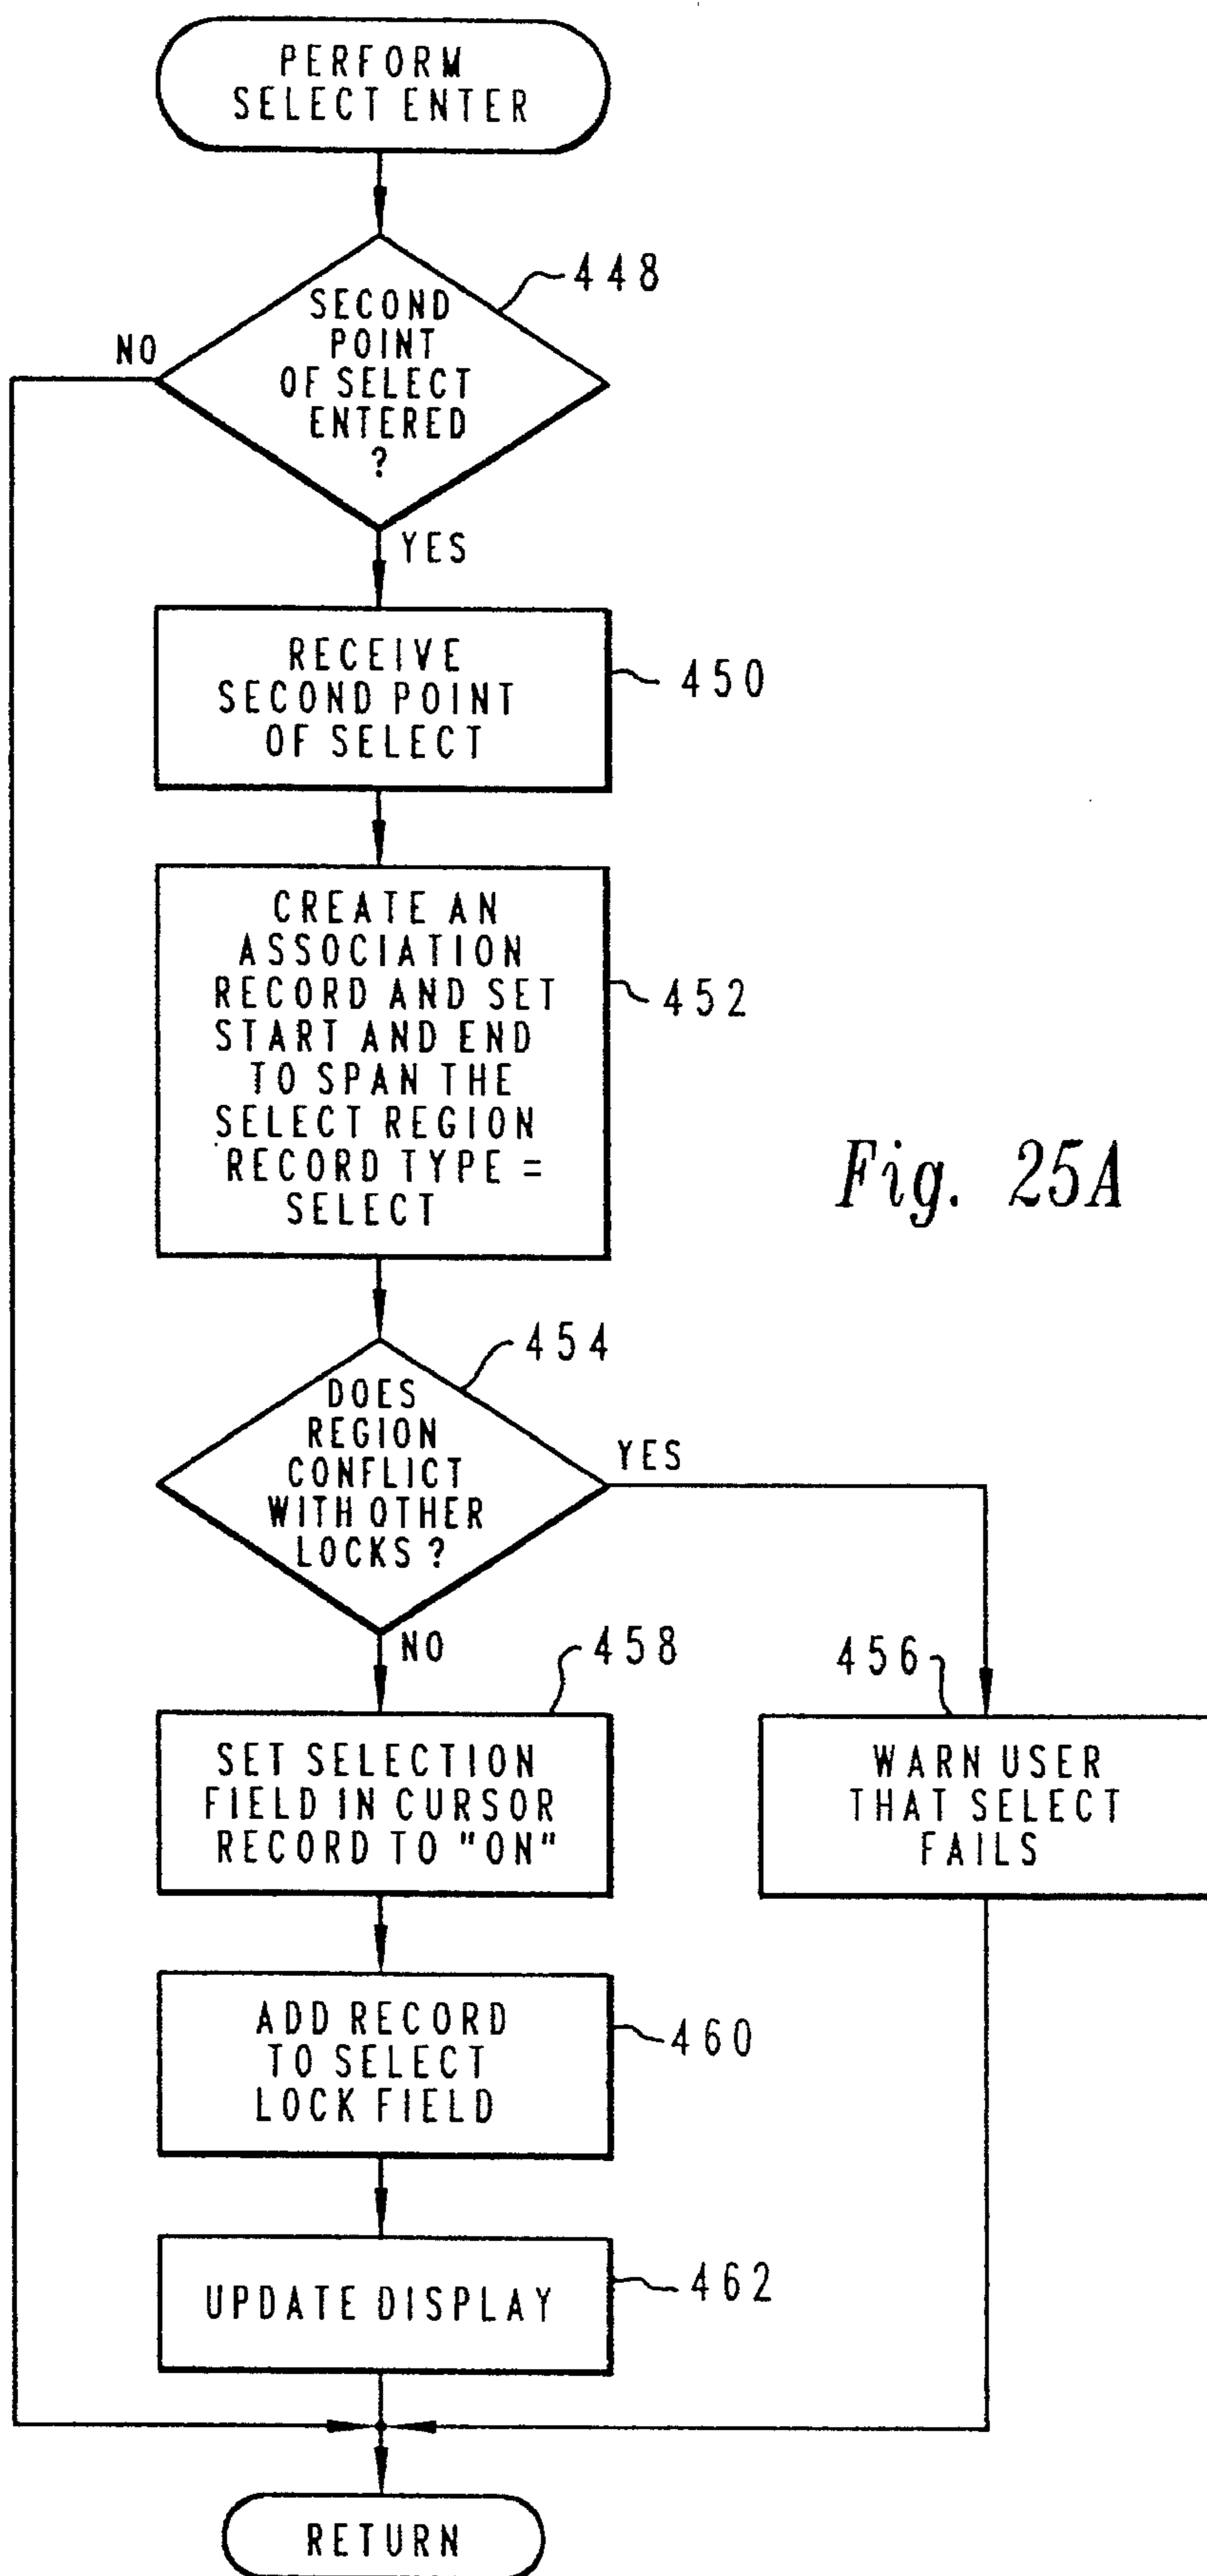 PERFORM
SELECT ENTER
448
SECOND
POINT
OF SELECT
ENTERED
?
NO
YES
RECEIVE
SECOND POINT
OF SELECT
450
CREATE AN
ASSOCIATION
RECORD AND SET
START AND END
TO SPAN THE
SELECT REGION
RECORD TYPE =
SELECT
452
Fig. 25A
454
DOES
REGION
CONFLICT
WITH OTHER
LOCKS ?
YES
NO
458
456
SET SELECTION
FIELD IN CURSOR
RECORD TO "ON"
WARN USER
THAT SELECT
FAILS
ADD RECORD
TO SELECT
LOCK FIELD
460
UPDATE DISPLAY
462
RETURN